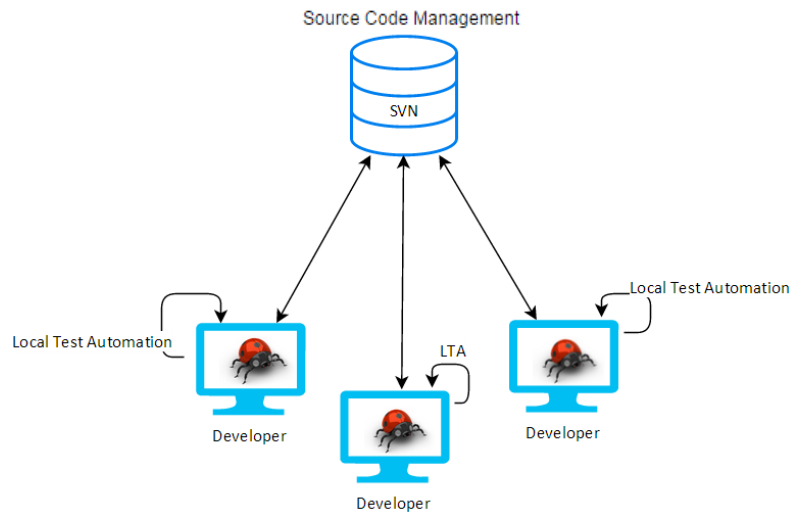 Source Code Management
SVN
Local Test Automation
Local Test Automation
LTA
Developer
Developer
Developer